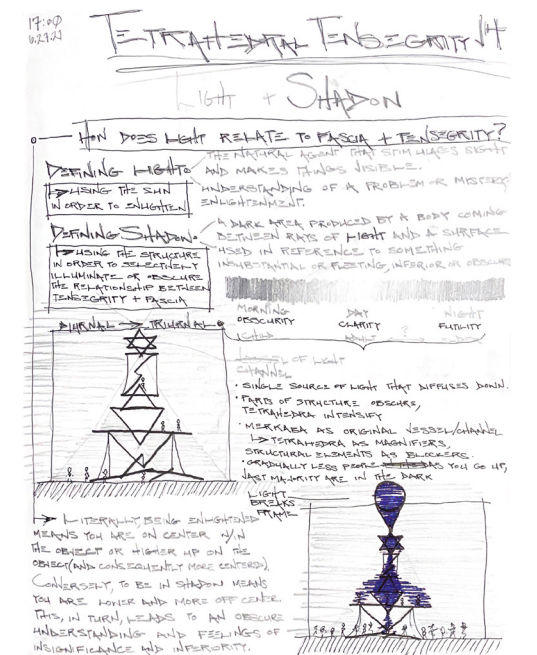 17:00
6.29.21
TETRAHEDRAL TENSEGRITY
LIGHT + SHADOW
HOW DOES LIGHT RELATE TO FASCIA + TENSEGRITY?
DEFINING LIGHT
THE NATURAL AGENT THAT STIMULATES SIGHT
AND MAKES THINGS VISIBLE.
UNDERSTANDING OF A PROBLEM OR MYSTERY;
ENLIGHTENMENT.
USING THE SUN
IN ORDER TO ENLIGHTEN
DEFINING SHADOW:
A DARK AREA PRODUCED BY A BODY COMING
BETWEEN RAYS OF LIGHT AND A SURFACE
USED IN REFERENCE TO SOMETHING
INSUBSTANTIAL OR FLEETING, INFERIOR OR OBSCURE
USING THE STRUCTURE
IN ORDER TO SELECTIVELY
ILLUMINATE OR OBSCURE
THE RELATIONSHIP BETWEEN
TENSEGRITY + FASCIA
MORNING DAY NIGHT
OBSCURITY CLARITY ? FUTILITY
CHILD ADULT
DIURNAL → TRIURNAL
OF LIGHT
CHANNEL
• SINGLE SOURCE OF LIGHT THAT DIFFUSES DOWN.
• PARTS OF STRUCTURE OBSCURE,
TETRAHEDRA INTENSIFY
• MERKABA AS ORIGINAL VESSEL/CHANNEL
↳ TETRAHEDRA AS MAGNIFIERS,
STRUCTURAL ELEMENTS AS BLOCKERS.
• GRADUALLY LESS PEOPLE AS YOU GO UP,
VAST MAJORITY ARE IN THE DARK
LIGHT
BREAKS
FRAME
LITERALLY, BEING ENLIGHTENED
MEANS YOU ARE ON CENTER W/IN
THE OBJECT OR HIGHER UP ON THE
OBJECT (AND CONSEQUENTLY MORE CENTERED).
CONVERSELY, TO BE IN SHADOW MEANS
YOU ARE LOWER AND MORE OFF CENTER.
THIS, IN TURN, LEADS TO AN OBSCURE
UNDERSTANDING AND FEELINGS OF
INSIGNIFICANCE AND INFERIORITY.